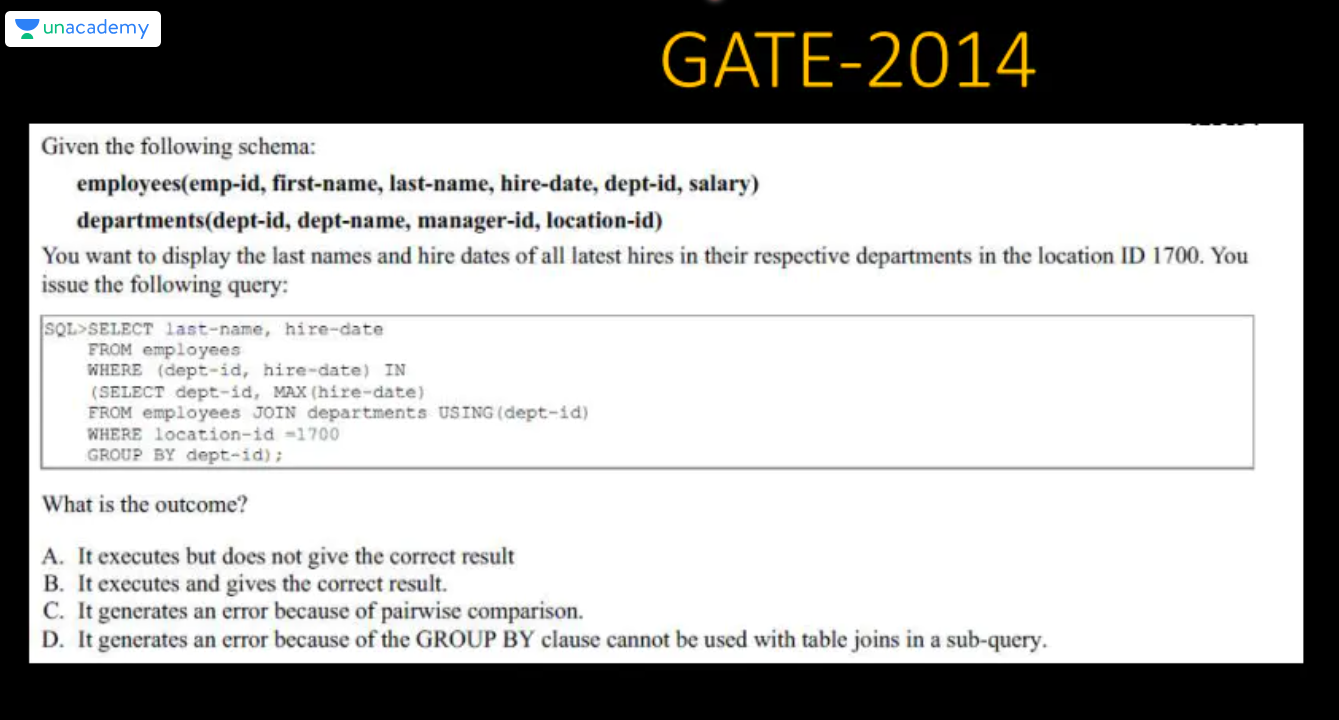 unacademy
GATE-2014
Given the following schema:
employees(emp-id, first-name, last-name, hire-date, dept-id, salary)
departments(dept-id, dept-name, manager-id, location-id)
You want to display the last names and hire dates of all latest hires in their respective departments in the location ID 1700. You
issue the following query:
SQL>SELECT last-name, hire-date
FROM employees
WHERE (dept-id, hire-date) IN
(SELECT dept-id, MAX(hire-date)
FROM employees JOIN departments USING(dept-id)
WHERE location-id =1700
GROUP BY dept-id);
What is the outcome?
A. It executes but does not give the correct result
B. It executes and gives the correct result.
C. It generates an error because of pairwise comparison.
D. It generates an error because of the GROUP BY clause cannot be used with table joins in a sub-query.